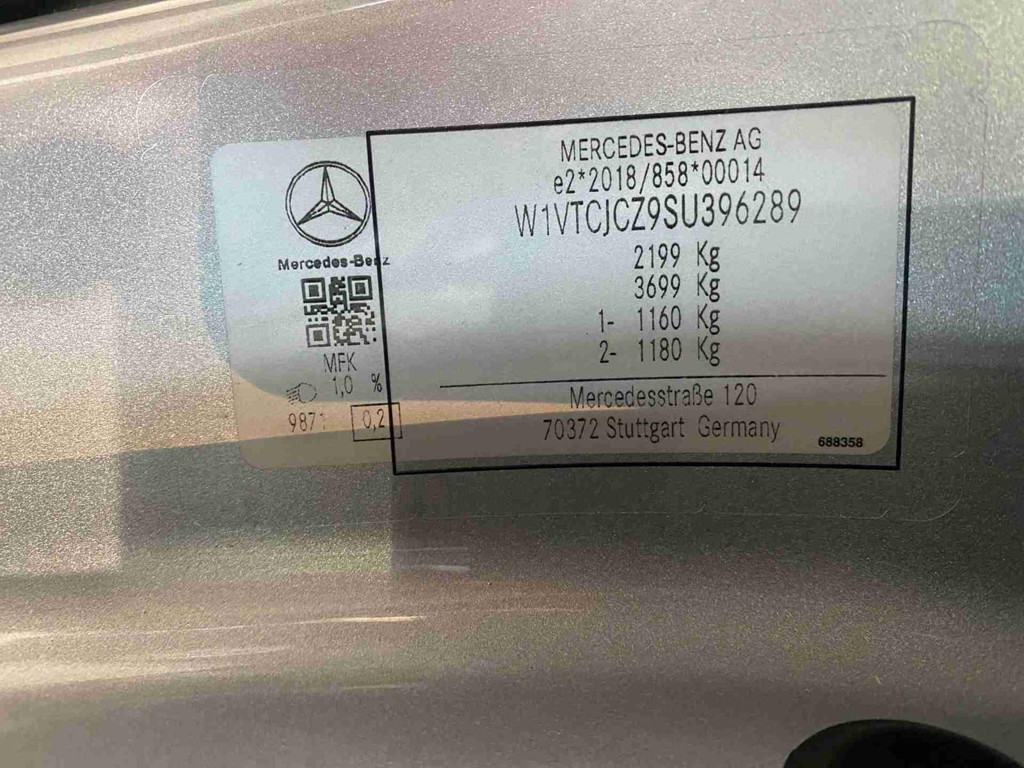 MERCEDES-BENZ AG
e2*2018/858*00014
W1VTCJCZ9SU396289
2199 Kg
3699 Kg
1- 1160 Kg
2- 1180 Kg
Mercedesstraße 120
70372 Stuttgart Germany
688358
Mercedes-Benz
MFK
1,0 %
9871 0,2